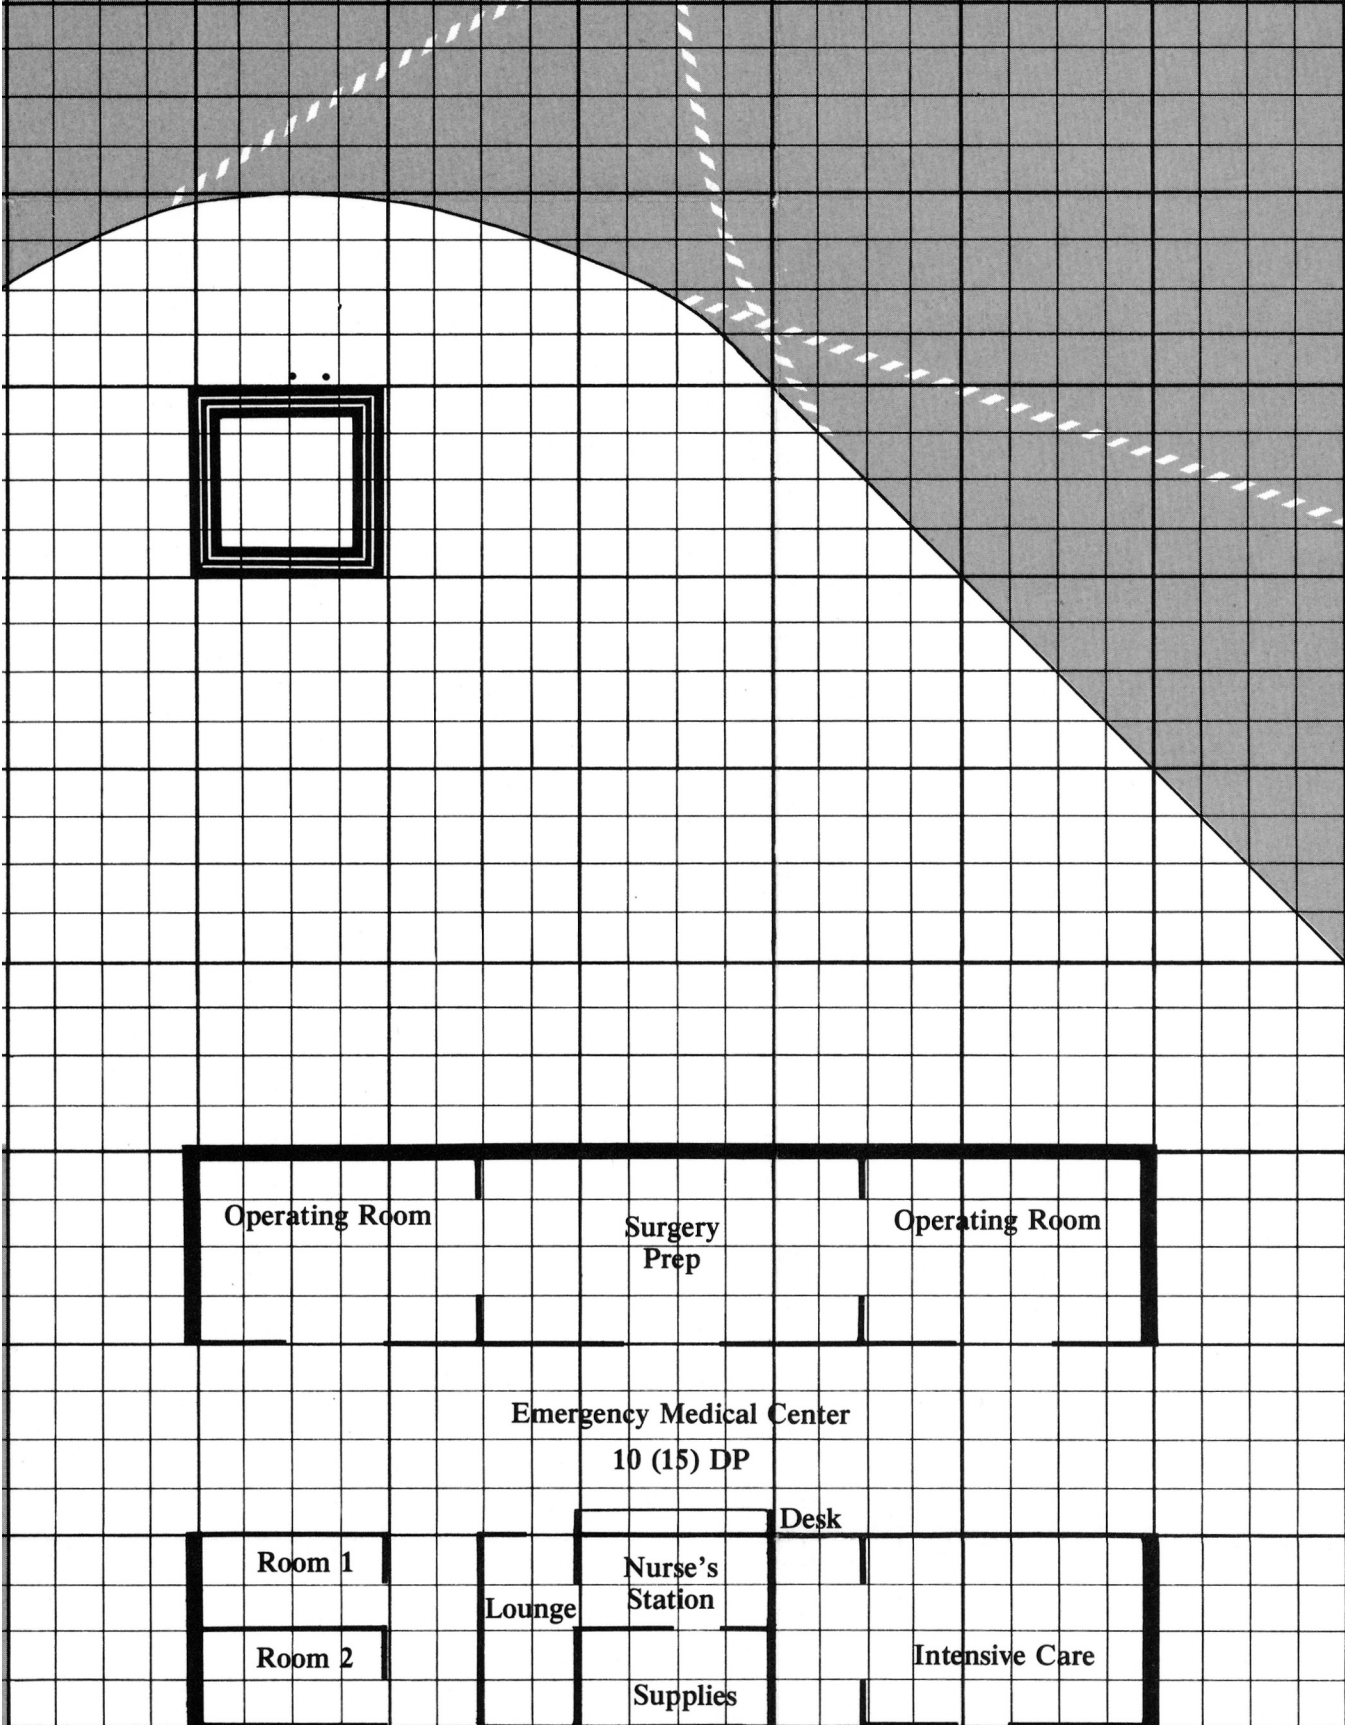 Operating Room
Surgery
Prep
Operating Room
Emergency Medical Center
10 (15) DP
Desk
Room 1
Nurse's
Station
Lounge
Room 2
Intensive Care
Supplies